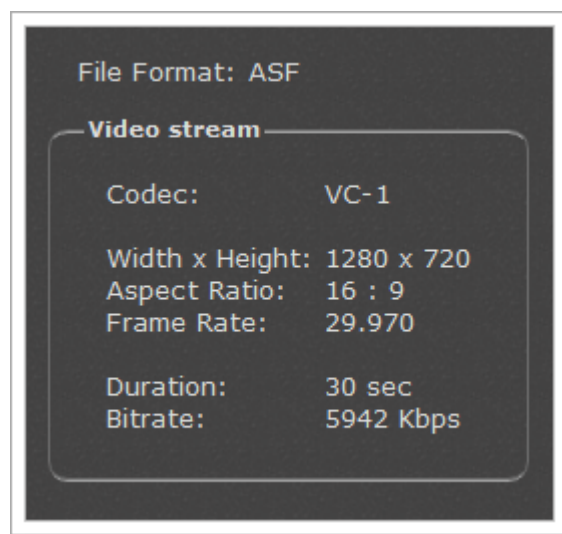 File Format: ASF
Video stream
Codec: VC-1
Width x Height: 1280 x 720
Aspect Ratio: 16 : 9
Frame Rate: 29.970
Duration: 30 sec
Bitrate: 5942 Kbps